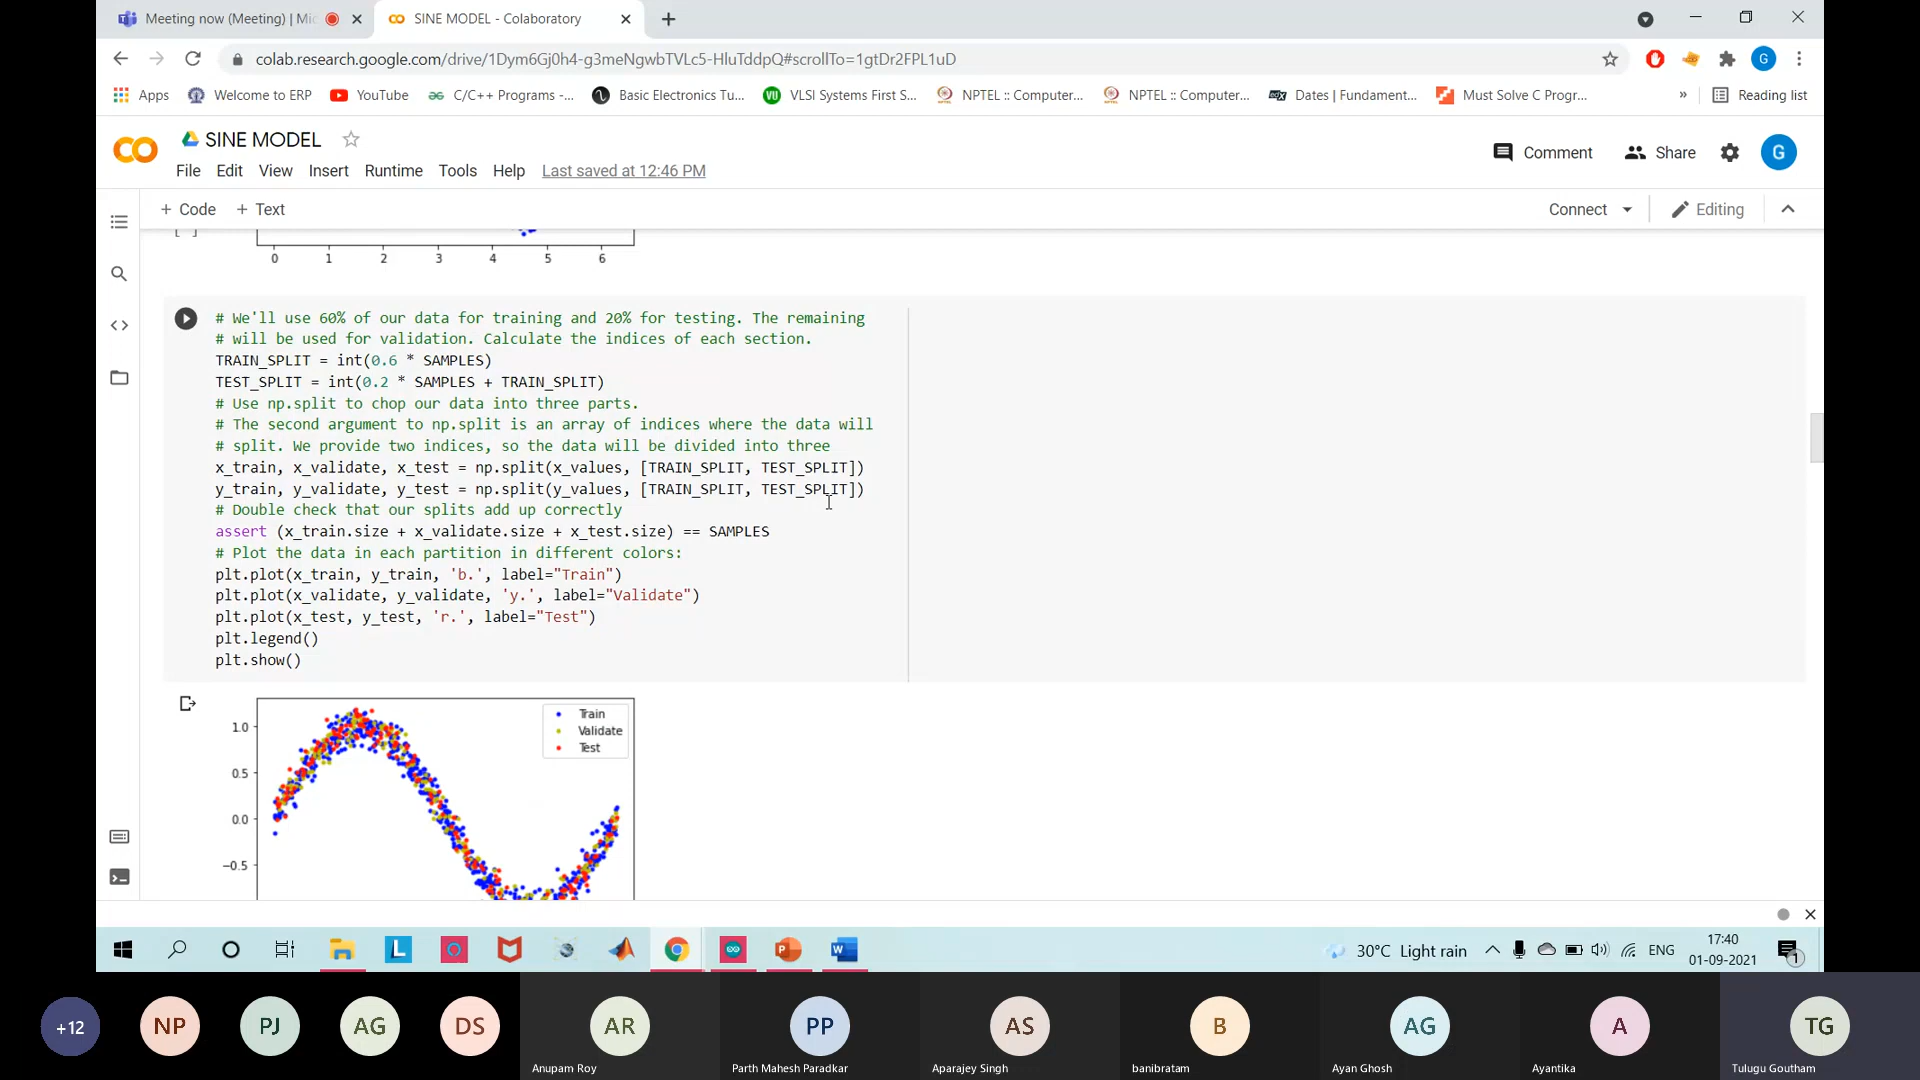 Meeting now (Meeting) | Mic
SINE MODEL - Colaboratory
colab.research.google.com/drive/1Dym6Gj0h4-g3meNgwbTVLc5-HluTddpQ#scrollTo=1gtDr2FPL1uD
G
Apps
Welcome to ERP
YouTube
C/C++ Programs -...
Basic Electronics Tu...
VLSI Systems First S...
NPTEL :: Computer...
NPTEL :: Computer...
Dates | Fundament...
Must Solve C Progr...
»
Reading list
SINE MODEL
Comment
Share
G
File Edit View Insert Runtime Tools Help Last saved at 12:46 PM
+ Code + Text
Connect
Editing
[ ]
0 1 2 3 4 5 6
# We'll use 60% of our data for training and 20% for testing. The remaining
# will be used for validation. Calculate the indices of each section.
TRAIN_SPLIT = int(0.6 * SAMPLES)
TEST_SPLIT = int(0.2 * SAMPLES + TRAIN_SPLIT)
# Use np.split to chop our data into three parts.
# The second argument to np.split is an array of indices where the data will
# split. We provide two indices, so the data will be divided into three
x_train, x_validate, x_test = np.split(x_values, [TRAIN_SPLIT, TEST_SPLIT])
y_train, y_validate, y_test = np.split(y_values, [TRAIN_SPLIT, TEST_SPLIT])
# Double check that our splits add up correctly
assert (x_train.size + x_validate.size + x_test.size) == SAMPLES
# Plot the data in each partition in different colors:
plt.plot(x_train, y_train, 'b.', label="Train")
plt.plot(x_validate, y_validate, 'y.', label="Validate")
plt.plot(x_test, y_test, 'r.', label="Test")
plt.legend()
plt.show()
Train
Validate
Test
1.0
0.5
0.0
−0.5
30°C Light rain
ENG
17:40
01-09-2021
1
+12
NP
PJ
AG
DS
AR
PP
AS
B
AG
A
TG
Anupam Roy
Parth Mahesh Paradkar
Aparajey Singh
banibratam
Ayan Ghosh
Ayantika
Tulugu Goutham